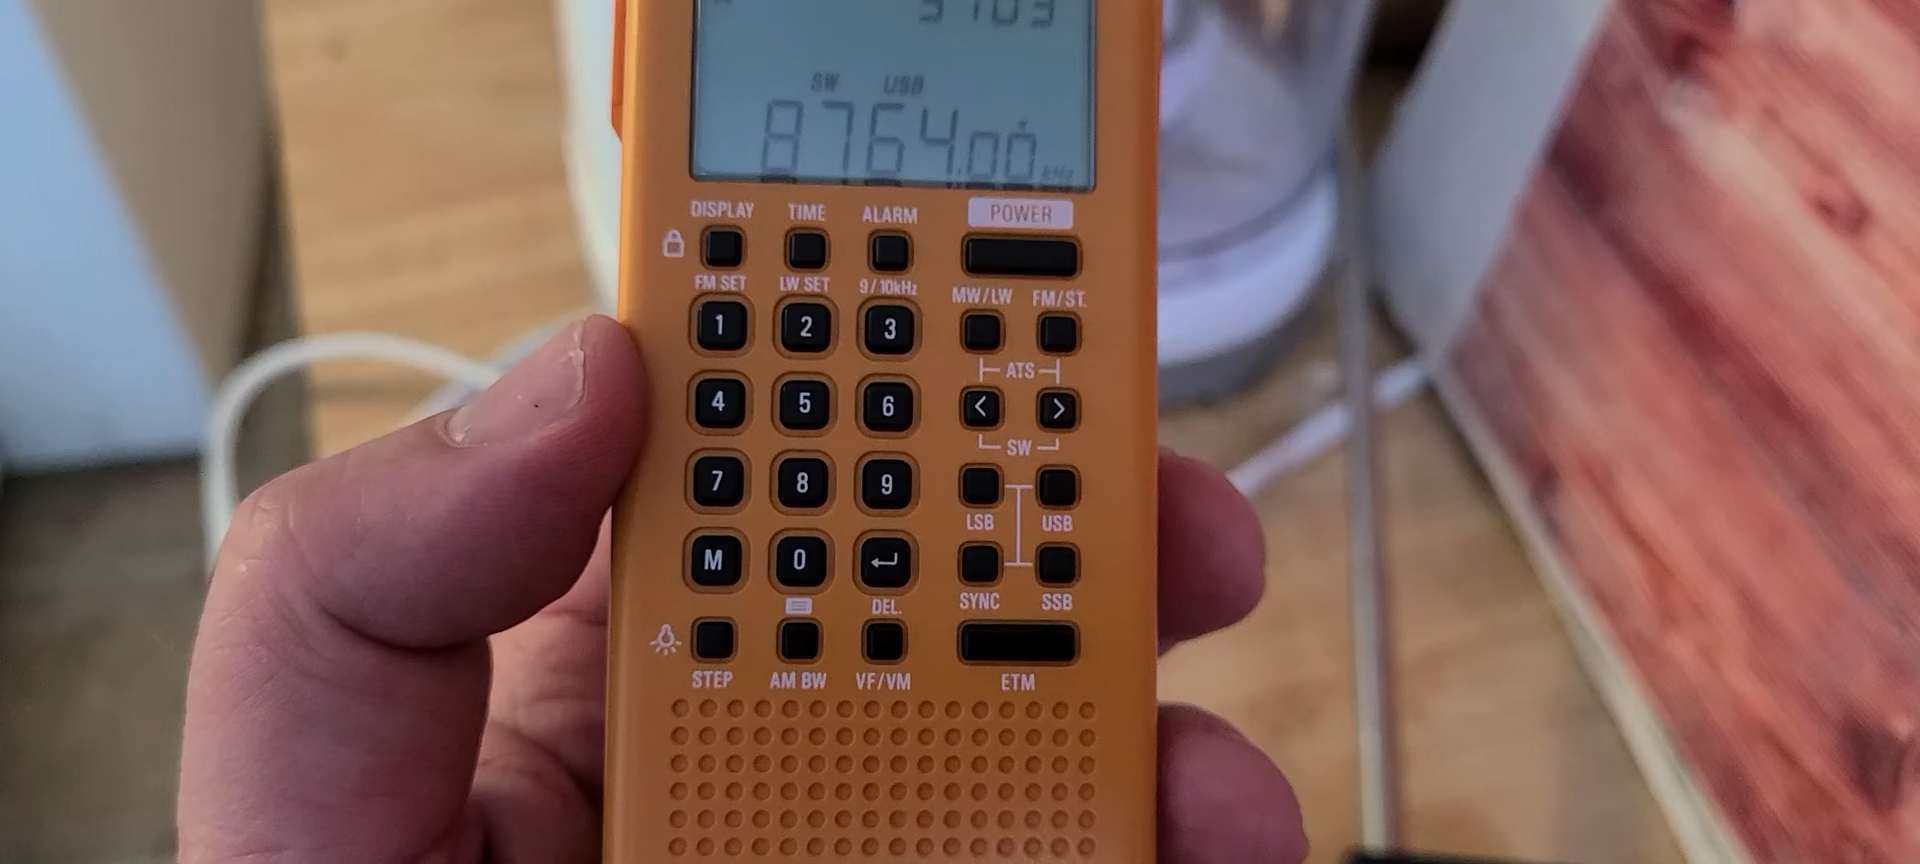 SW USB
8764.00 kHz
DISPLAY TIME ALARM POWER
FM SET LW SET 9/10kHz MW/LW FM/ST.
1 2 3
ATS
4 5 6 < >
SW
7 8 9
LSB USB
M 0
DEL. SYNC SSB
STEP AM BW VF/VM ETM